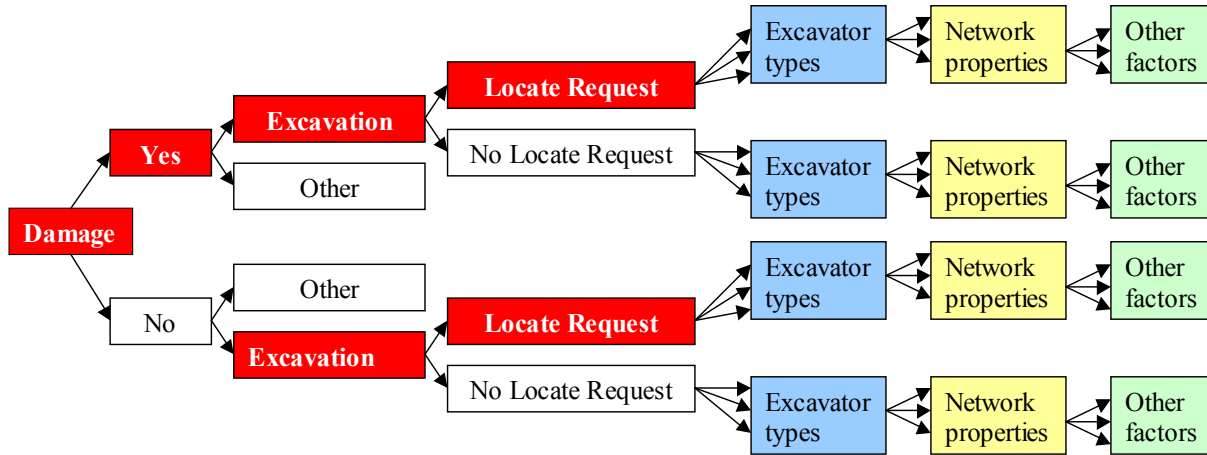 Damage
Yes
No
Excavation
Other
Other
Excavation
Locate Request
No Locate Request
Locate Request
No Locate Request
Excavator
types
Network
properties
Other
factors
Excavator
types
Network
properties
Other
factors
Excavator
types
Network
properties
Other
factors
Excavator
types
Network
properties
Other
factors